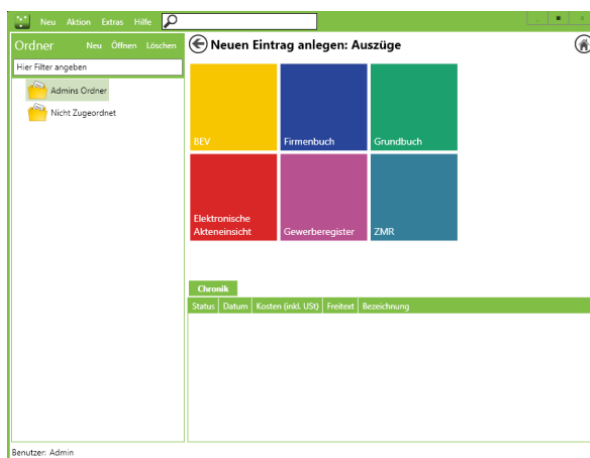 Neu Aktion Extras Hilfe
Ordner Neu Öffnen Löschen
Hier Filter angeben
Admins Ordner
Nicht Zugeordnet
Neuen Eintrag anlegen: Auszüge
BEV
Firmenbuch
Grundbuch
Elektronische
Akteneinsicht
Gewerberegister
ZMR
Chronik
Status Datum Kosten (inkl. USt) Freitext Bezeichnung
Benutzer: Admin